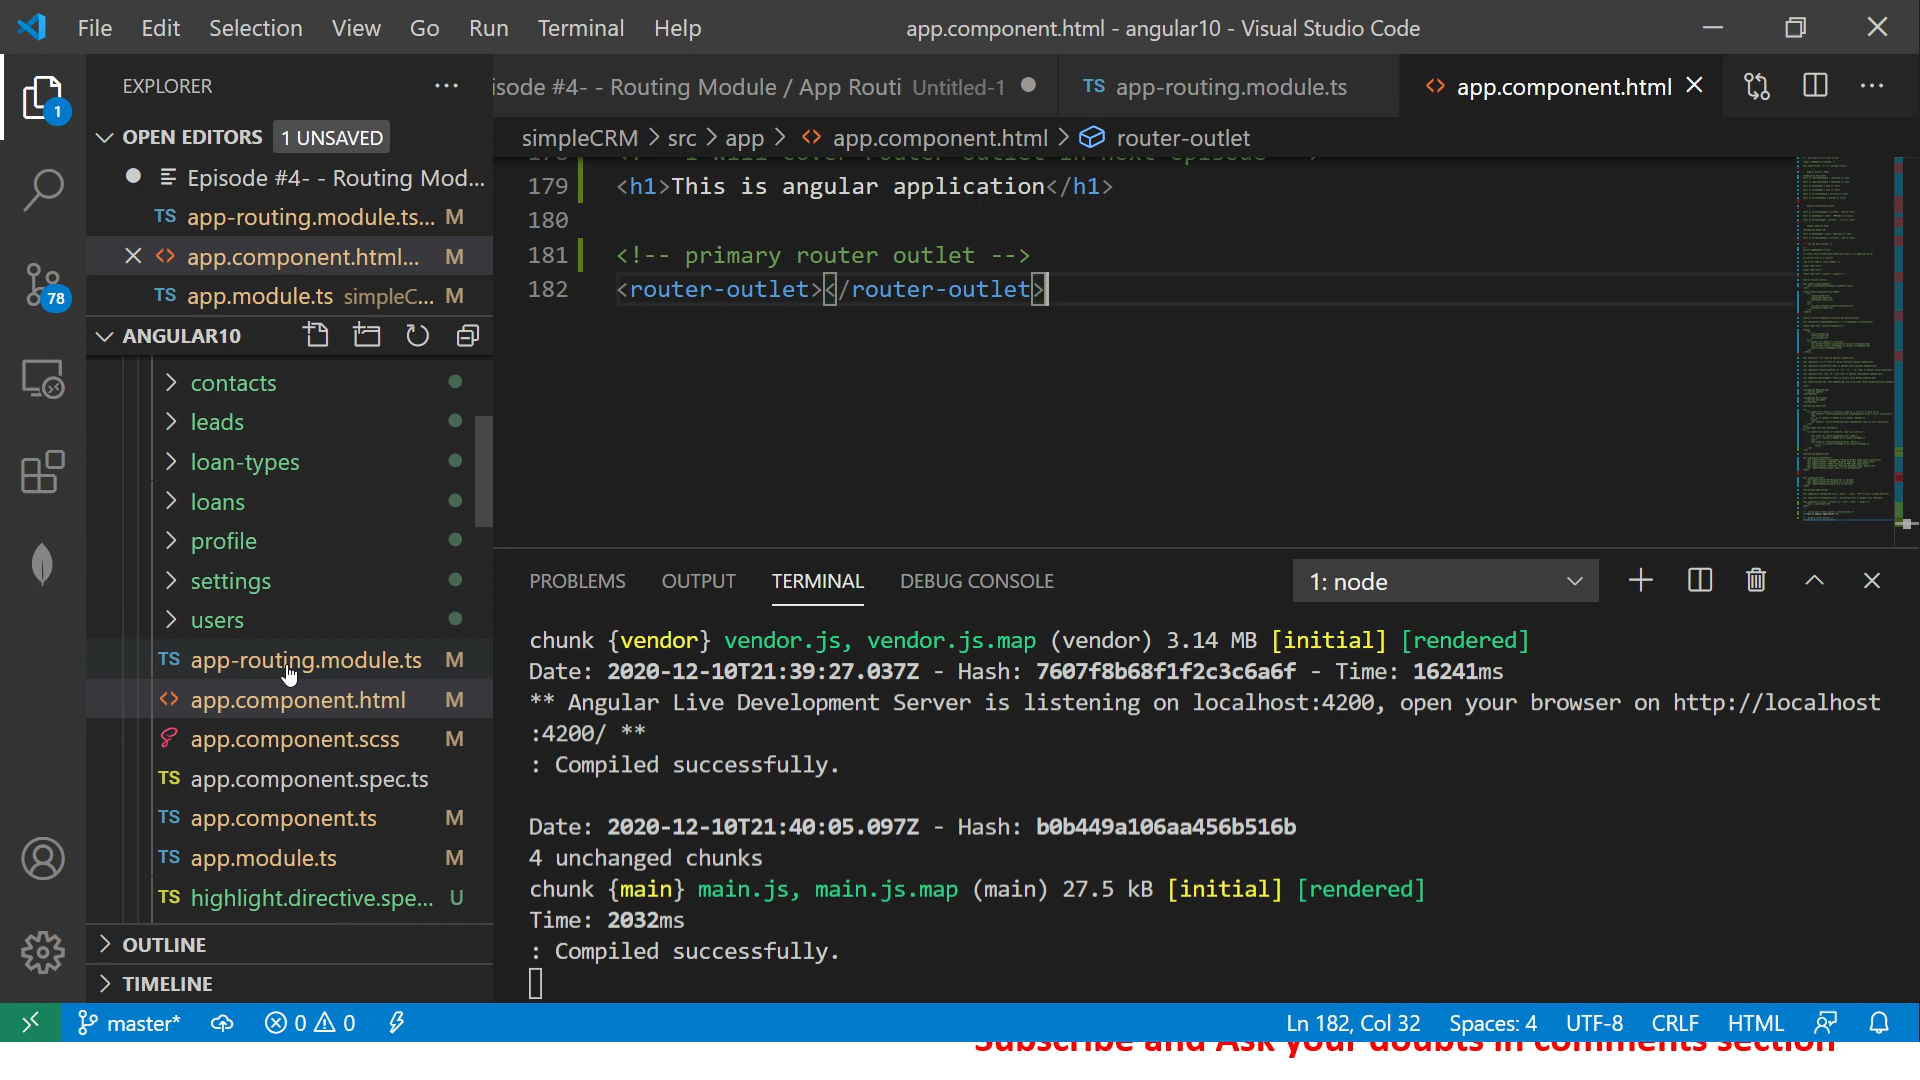 File Edit Selection View Go Run Terminal Help
app.component.html - angular10 - Visual Studio Code
EXPLORER
isode #4- - Routing Module / App Routi Untitled-1
TS app-routing.module.ts
<> app.component.html
1
OPEN EDITORS 1 UNSAVED
simpleCRM > src > app > <> app.component.html > router-outlet
Episode #4- - Routing Mod...
TS app-routing.module.ts... M
<> app.component.html... M
TS app.module.ts simpleC... M
78
179 <h1>This is angular application</h1>
180
181 <!-- primary router outlet -->
182 <router-outlet></router-outlet>
ANGULAR10
contacts
leads
loan-types
loans
profile
settings
users
TS app-routing.module.ts M
<> app.component.html M
app.component.scss M
TS app.component.spec.ts
TS app.component.ts M
TS app.module.ts M
TS highlight.directive.spe... U
OUTLINE
TIMELINE
PROBLEMS OUTPUT TERMINAL DEBUG CONSOLE
1: node
chunk {vendor} vendor.js, vendor.js.map (vendor) 3.14 MB [initial] [rendered]
Date: 2020-12-10T21:39:27.037Z - Hash: 7607f8b68f1f2c3c6a6f - Time: 16241ms
** Angular Live Development Server is listening on localhost:4200, open your browser on http://localhost
:4200/ **
: Compiled successfully.
Date: 2020-12-10T21:40:05.097Z - Hash: b0b449a106aa456b516b
4 unchanged chunks
chunk {main} main.js, main.js.map (main) 27.5 kB [initial] [rendered]
Time: 2032ms
: Compiled successfully.
master* 0 0
Ln 182, Col 32 Spaces: 4 UTF-8 CRLF HTML
Subscribe and Ask your doubts in comments section